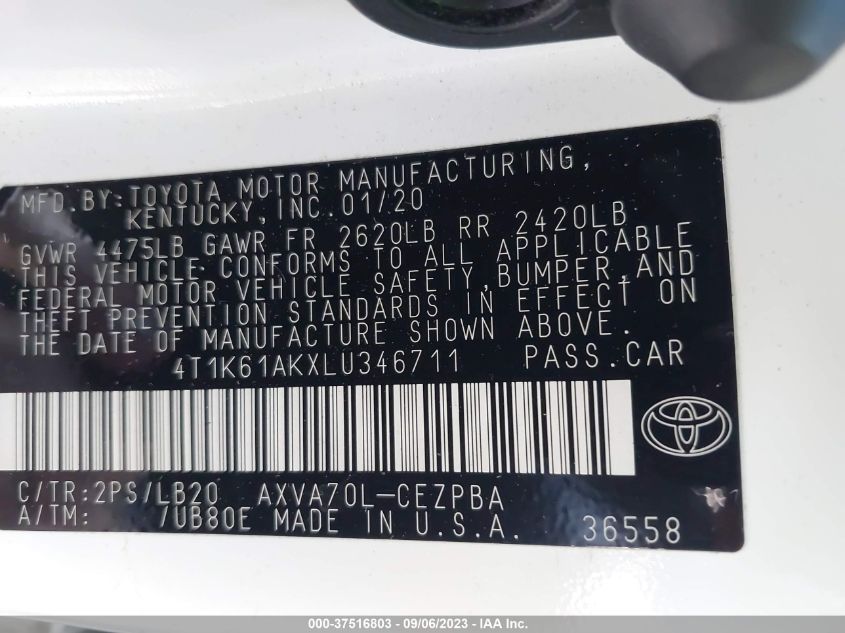 MFD.BY:TOYOTA MOTOR MANUFACTURING,
KENTUCKY,INC.01/20
GVWR 4475LB GAWR FR 2620LB RR 2420LB
THIS VEHICLE CONFORMS TO ALL APPLICABLE
FEDERAL MOTOR VEHICLE SAFETY,BUMPER,AND
THEFT PREVENTION STANDARDS IN EFFECT ON
THE DATE OF MANUFACTURE SHOWN ABOVE.
4T1K61AKXLU346711 PASS.CAR
C/TR:2PS/LB20 AXVA70L-CEZPBA
A/TM: /UB80E MADE IN U.S.A. 36558
000-37516803 - 09/06/2023 - IAA Inc.